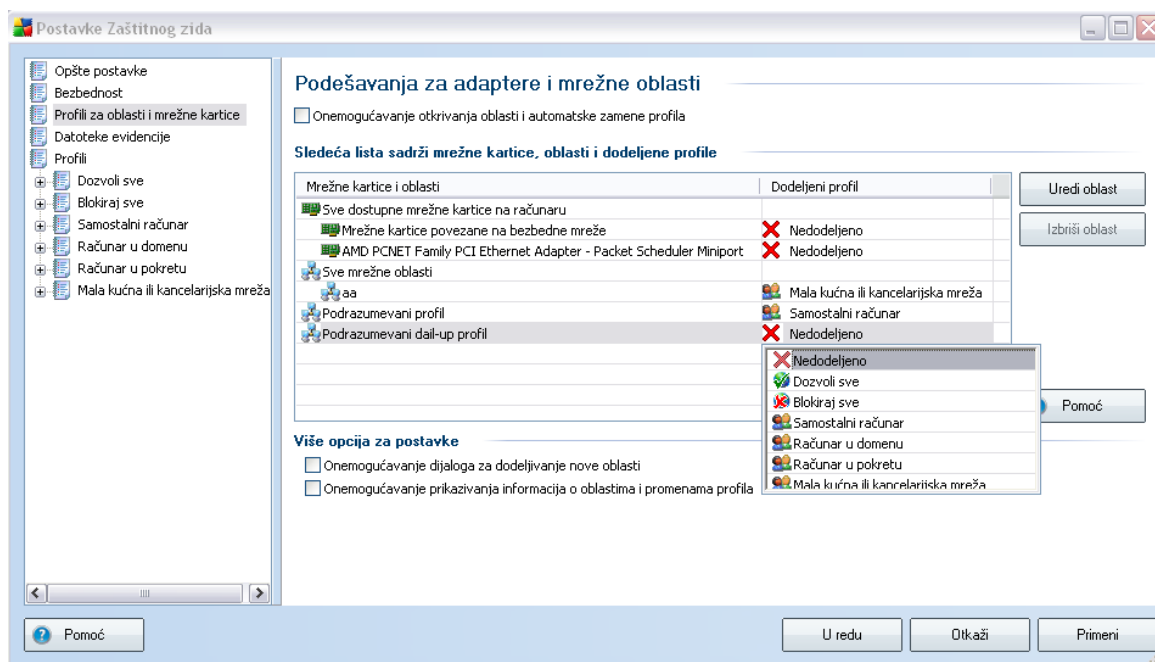 Postavke Zaštitnog zida
Opšte postavke
Bezbednost
Profili za oblasti i mrežne kartice
Datoteke evidencije
Profili
Dozvoli sve
Blokiraj sve
Samostalni računar
Računar u domenu
Računar u pokretu
Mala kućna ili kancelarijska mreža
Podešavanja za adaptere i mrežne oblasti
Onemogućavanje otkrivanja oblasti i automatske zamene profila
Sledeća lista sadrži mrežne kartice, oblasti i dodeljene profile
Mrežne kartice i oblasti Dodeljeni profil
Sve dostupne mrežne kartice na računaru
Mrežne kartice povezane na bezbedne mreže Nedodeljeno
AMD PCNET Family PCI Ethernet Adapter - Packet Scheduler Miniport Nedodeljeno
Sve mrežne oblasti
aa Mala kućna ili kancelarijska mreža
Podrazumevani profil Samostalni računar
Podrazumevani dail-up profil Nedodeljeno
Nedodeljeno
Dozvoli sve
Blokiraj sve
Samostalni računar
Računar u domenu
Računar u pokretu
Mala kućna ili kancelarijska mreža
Uredi oblast
Izbriši oblast
Pomoć
Više opcija za postavke
Onemogućavanje dijaloga za dodeljivanje nove oblasti
Onemogućavanje prikazivanja informacija o oblastima i promenama profila
Pomoć
U redu
Otkaži
Primeni